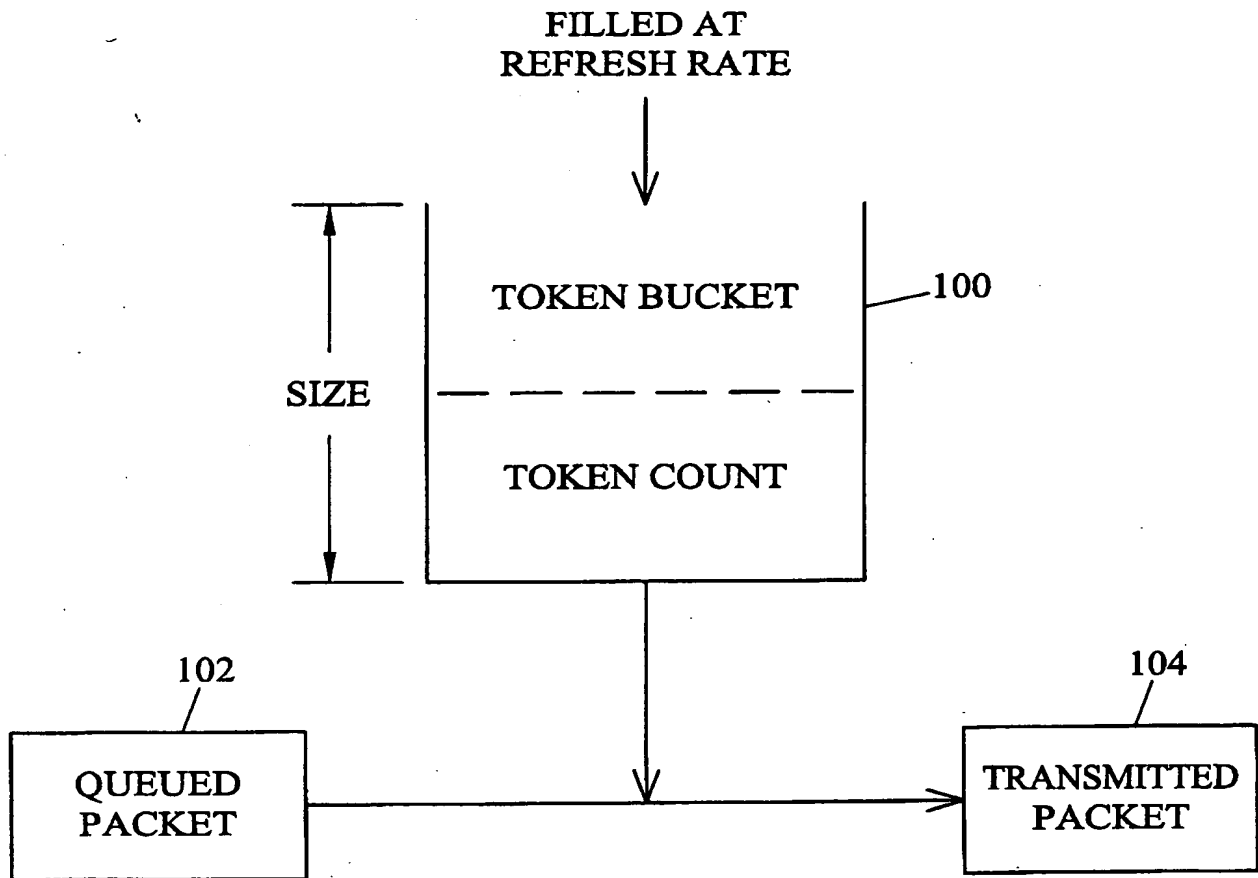 FILLED AT
REFRESH RATE
TOKEN BUCKET
100
SIZE
TOKEN COUNT
102
104
QUEUED
PACKET
TRANSMITTED
PACKET